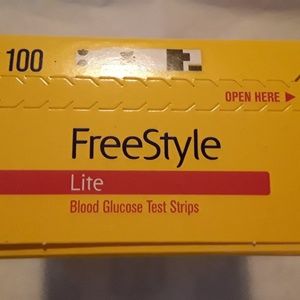 100
OPEN HERE
FreeStyle
Lite
Blood Glucose Test Strips